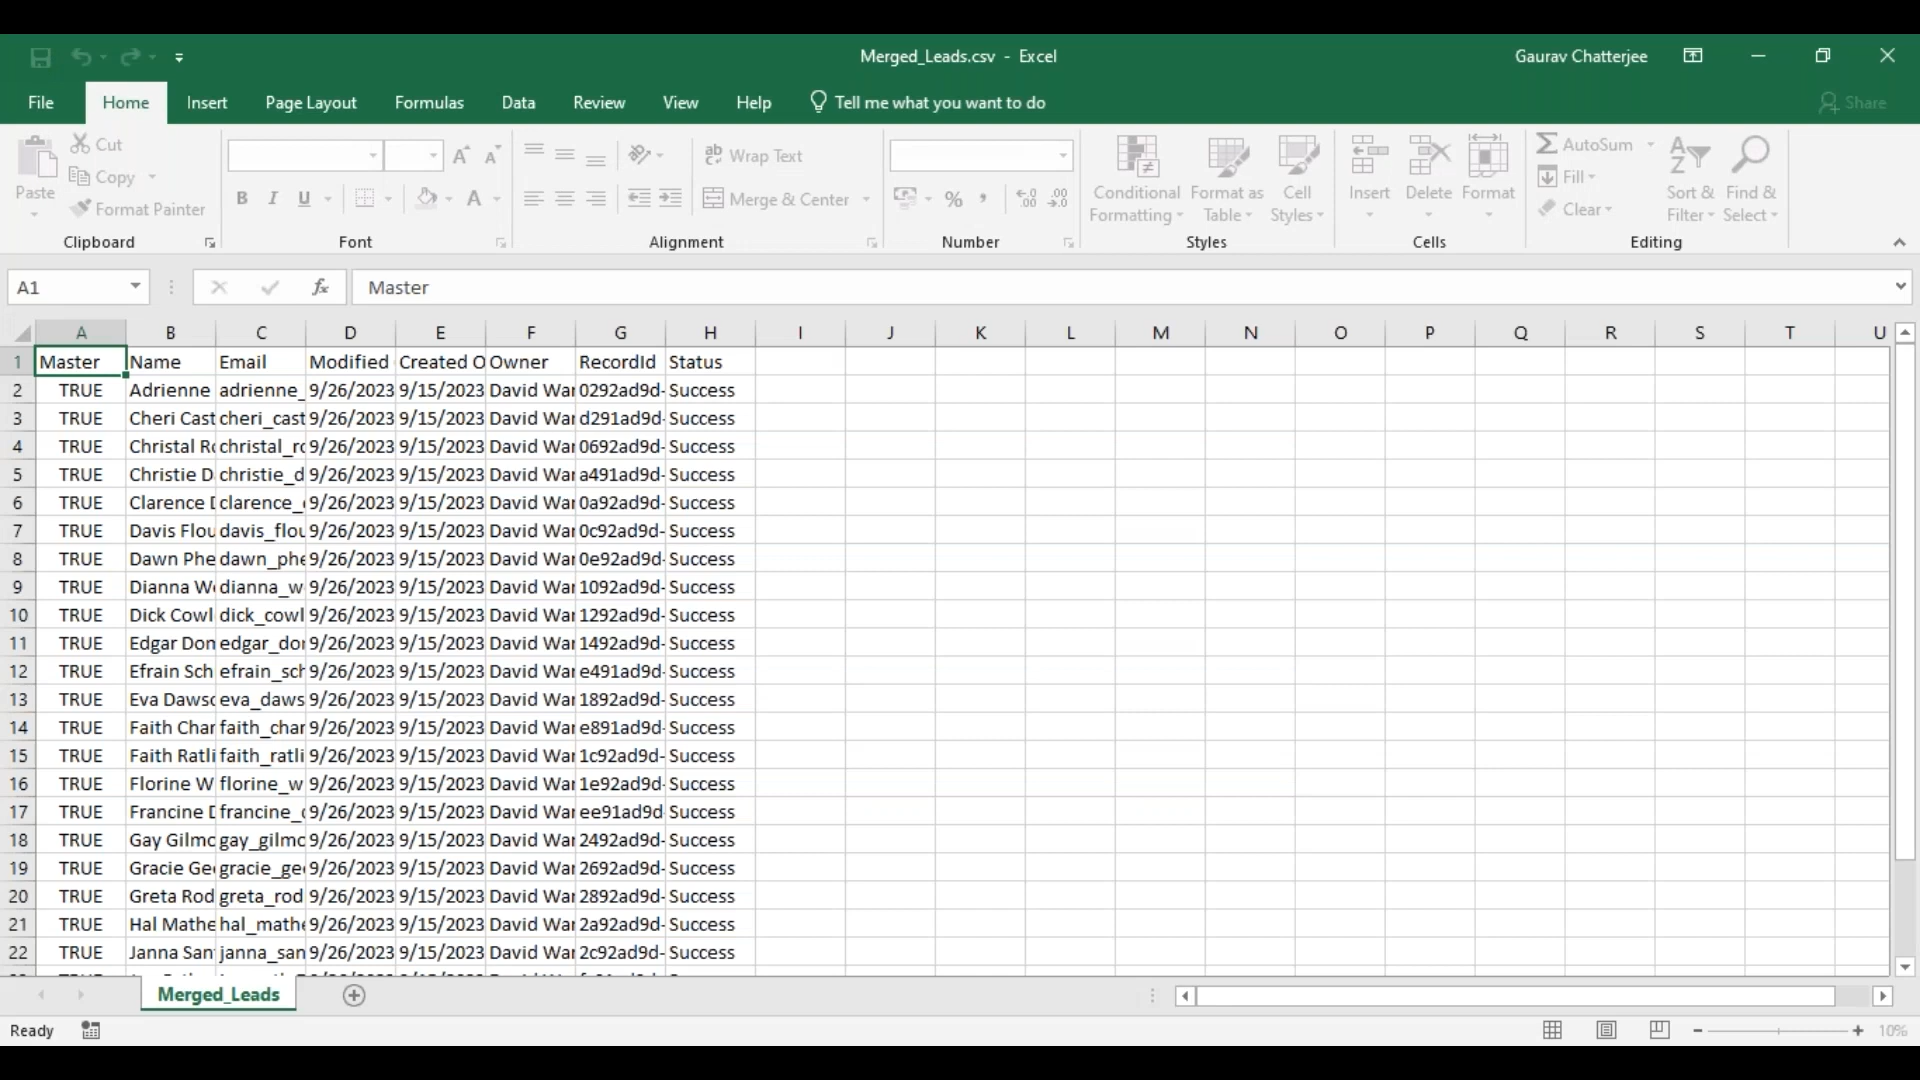 Merged_Leads.csv - Excel
Gaurav Chatterjee
File Home Insert Page Layout Formulas Data Review View Help Tell me what you want to do Share
Paste
Cut
Copy
Format Painter
Clipboard
B I U
Font
Wrap Text
Merge & Center
Alignment
Number
Conditional Formatting
Format as Table
Cell Styles
Styles
Insert Delete Format
Cells
AutoSum
Fill
Clear
Sort & Filter
Find & Select
Editing
A1 fx Master
A B C D E F G H I J K L M N O P Q R S T U
1 Master Name Email Modified Created O Owner RecordId Status
2 TRUE Adrienne adrienne_ 9/26/2023 9/15/2023 David War 0292ad9d- Success
3 TRUE Cheri Cast cheri_cast 9/26/2023 9/15/2023 David War d291ad9d- Success
4 TRUE Christal Ro christal_ro 9/26/2023 9/15/2023 David War 0692ad9d- Success
5 TRUE Christie D christie_d 9/26/2023 9/15/2023 David War a491ad9d- Success
6 TRUE Clarence D clarence_ 9/26/2023 9/15/2023 David War 0a92ad9d- Success
7 TRUE Davis Flou davis_flou 9/26/2023 9/15/2023 David War 0c92ad9d- Success
8 TRUE Dawn Phe dawn_phe 9/26/2023 9/15/2023 David War 0e92ad9d- Success
9 TRUE Dianna We dianna_w 9/26/2023 9/15/2023 David War 1092ad9d- Success
10 TRUE Dick Cowl dick_cowl 9/26/2023 9/15/2023 David War 1292ad9d- Success
11 TRUE Edgar Don edgar_don 9/26/2023 9/15/2023 David War 1492ad9d- Success
12 TRUE Efrain Sch efrain_sch 9/26/2023 9/15/2023 David War e491ad9d- Success
13 TRUE Eva Dawso eva_daws 9/26/2023 9/15/2023 David War 1892ad9d- Success
14 TRUE Faith Char faith_char 9/26/2023 9/15/2023 David War e891ad9d- Success
15 TRUE Faith Ratli faith_ratli 9/26/2023 9/15/2023 David War 1c92ad9d- Success
16 TRUE Florine W florine_w 9/26/2023 9/15/2023 David War 1e92ad9d- Success
17 TRUE Francine D francine_ 9/26/2023 9/15/2023 David War ee91ad9d Success
18 TRUE Gay Gilmo gay_gilmo 9/26/2023 9/15/2023 David War 2492ad9d- Success
19 TRUE Gracie Gee gracie_gee 9/26/2023 9/15/2023 David War 2692ad9d- Success
20 TRUE Greta Rod greta_rod 9/26/2023 9/15/2023 David War 2892ad9d- Success
21 TRUE Hal Mathe hal_mathe 9/26/2023 9/15/2023 David War 2a92ad9d- Success
22 TRUE Janna San janna_san 9/26/2023 9/15/2023 David War 2c92ad9d- Success
Merged_Leads
Ready
10%